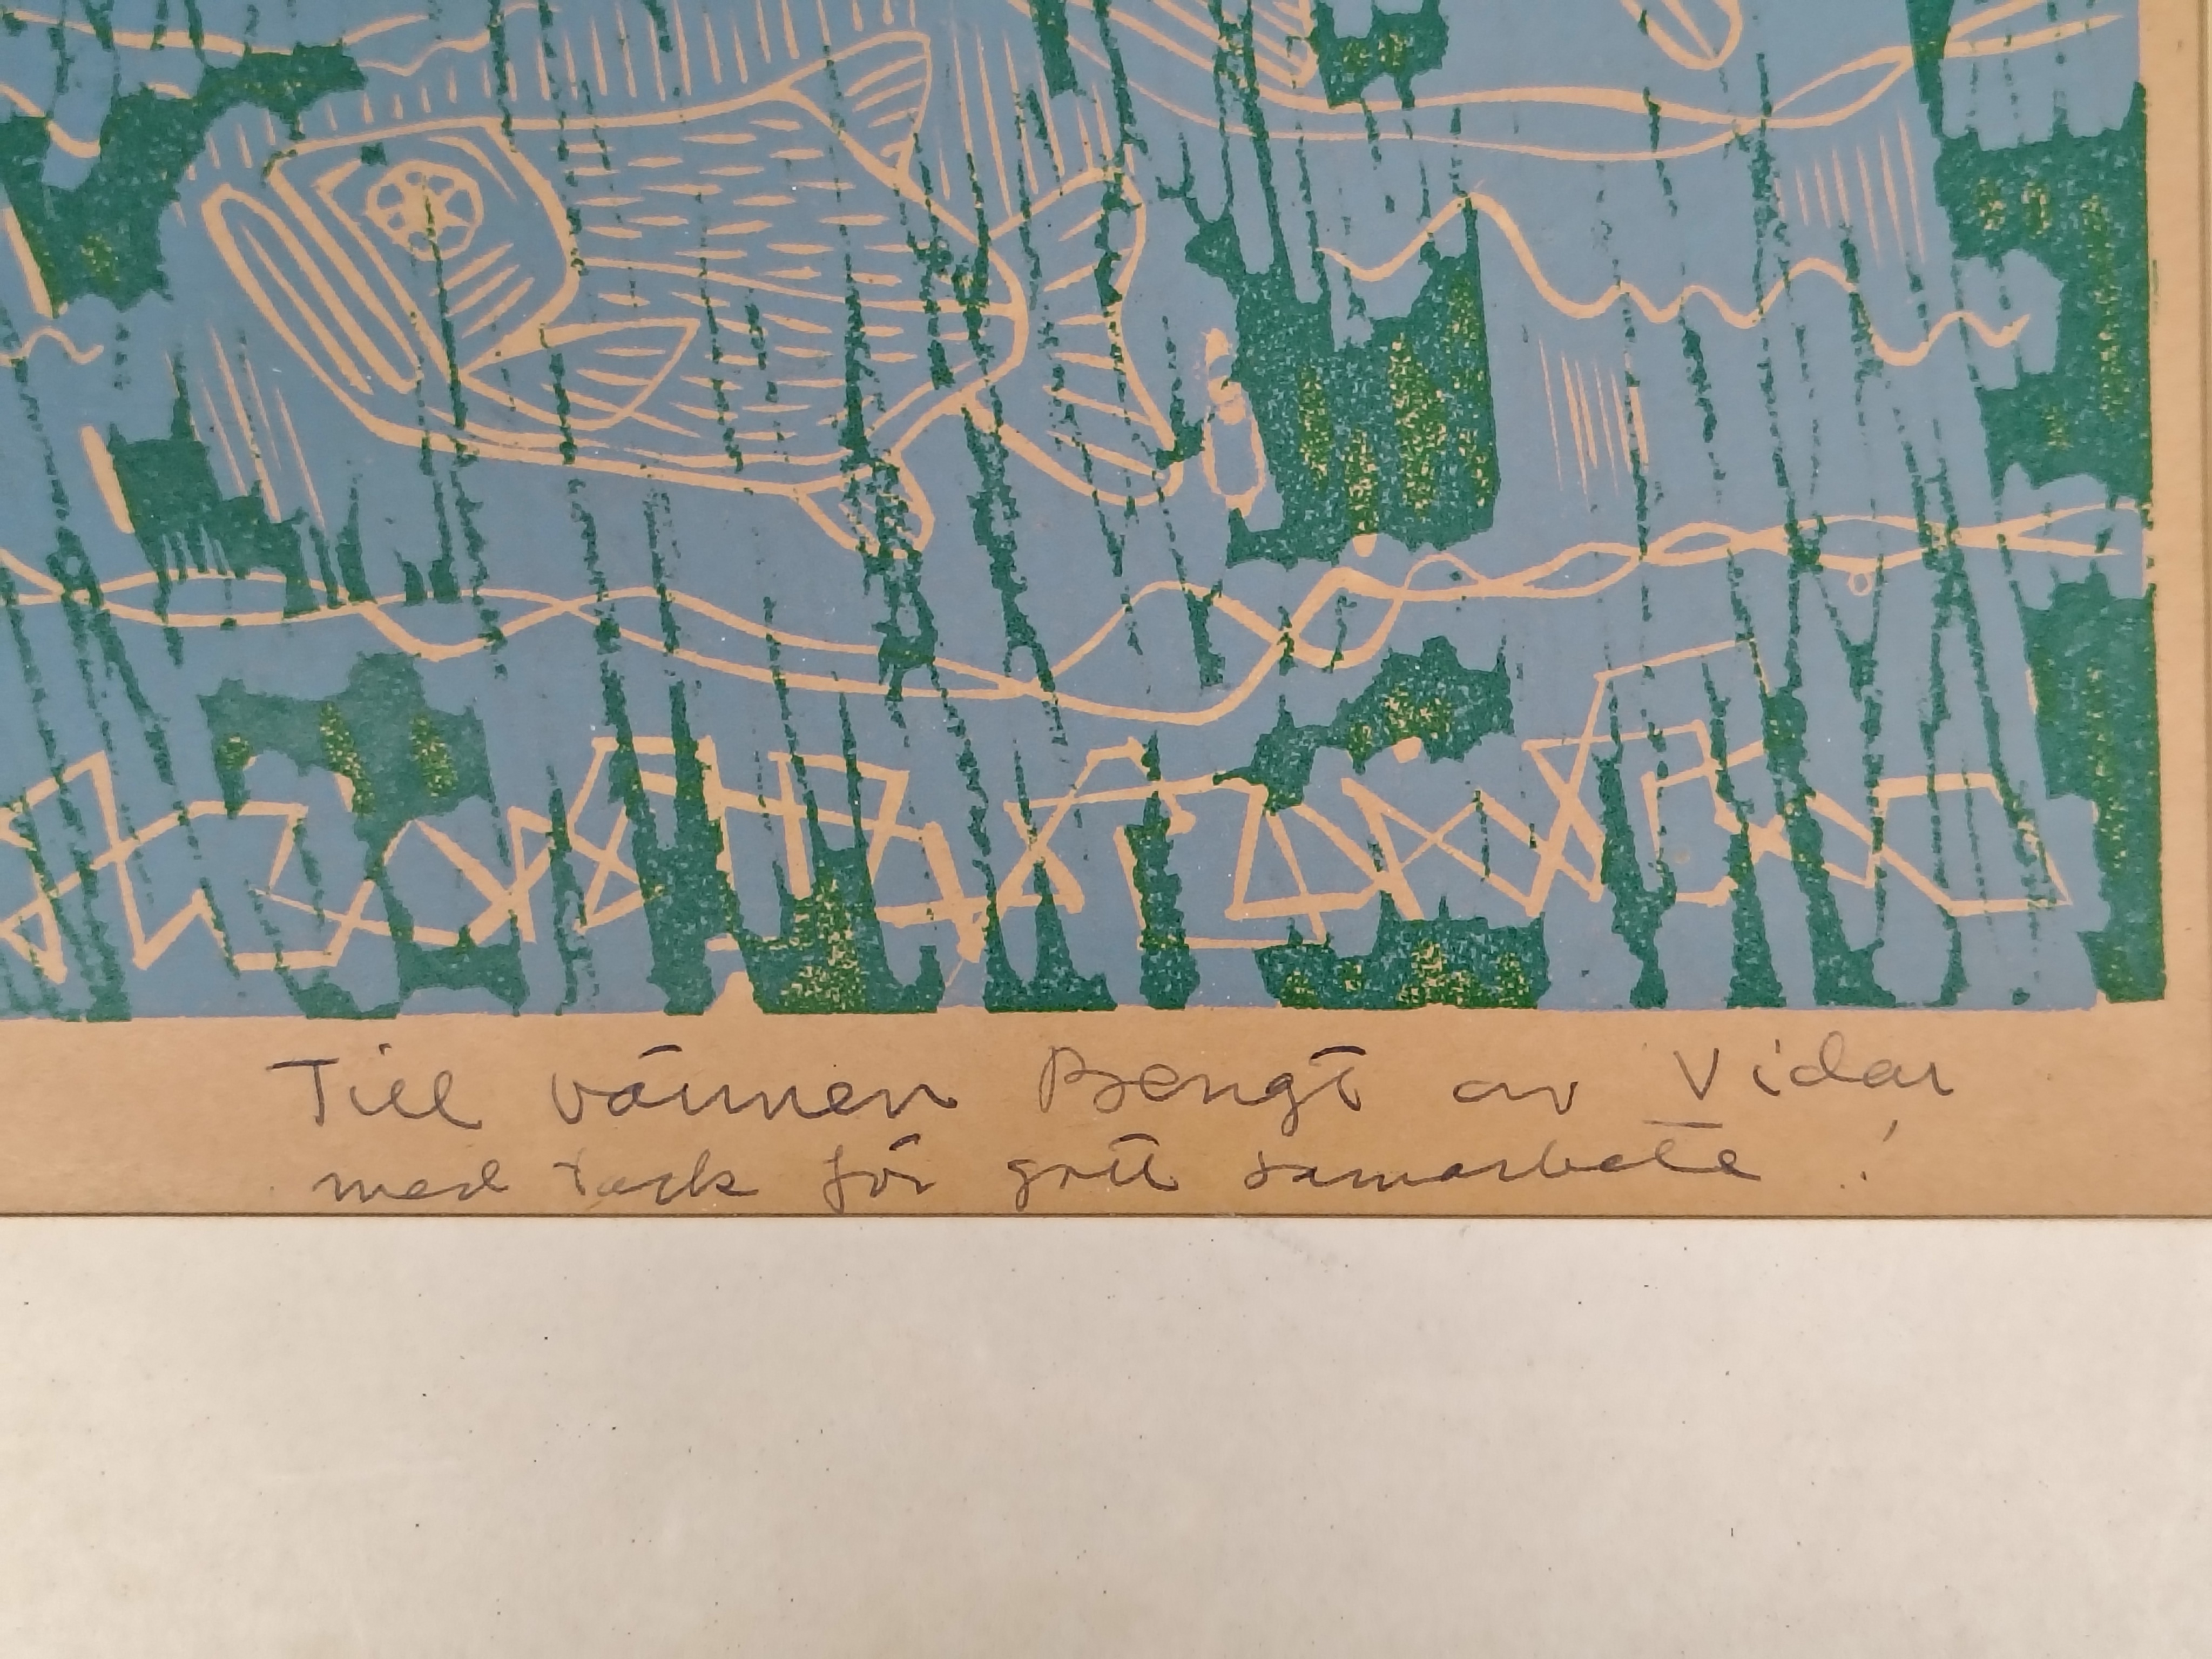 Till vännen Bengt av Vidar
med tack för gott samarbete!